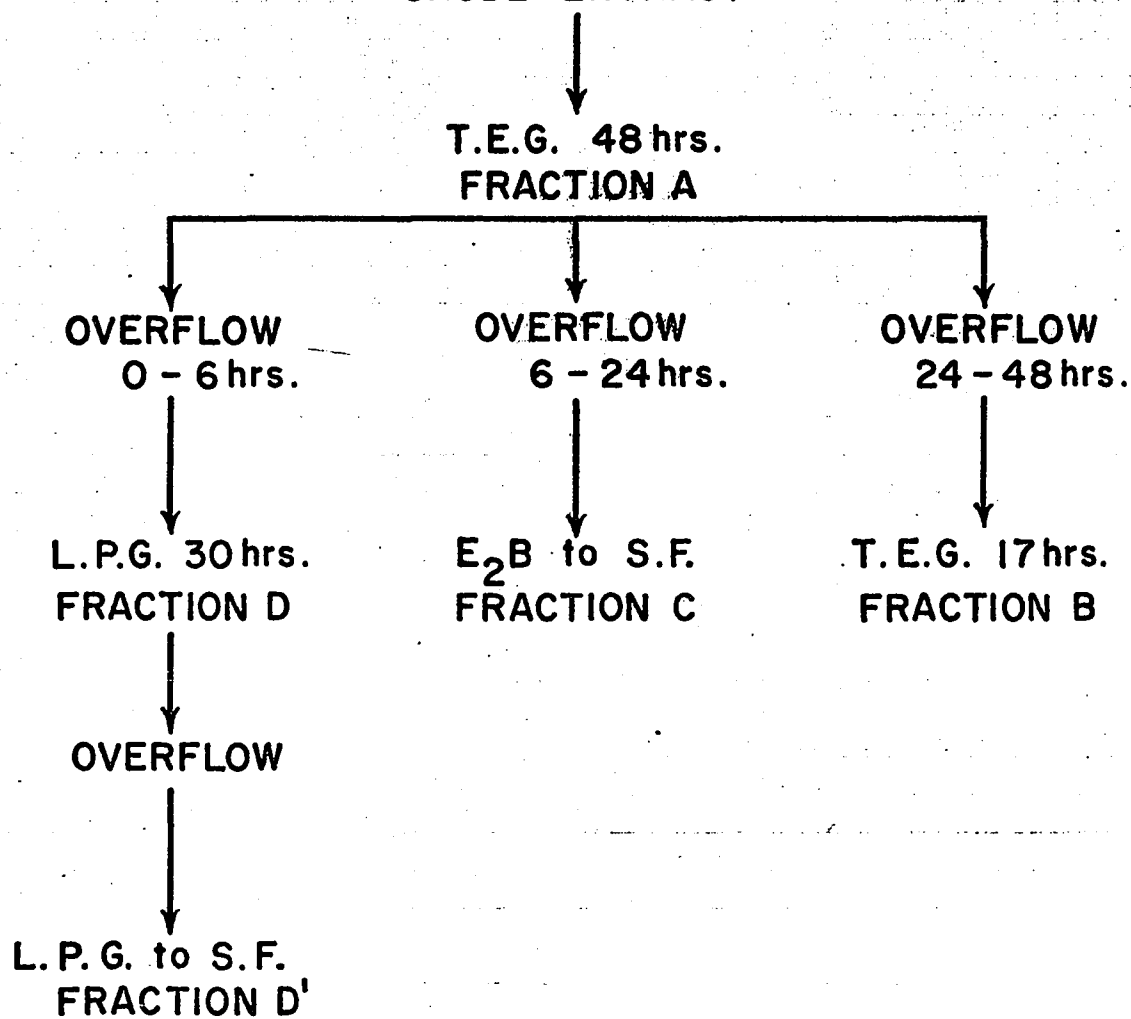 T.E.G. 48 hrs.
FRACTION A
OVERFLOW
0 – 6 hrs.
OVERFLOW
6 – 24 hrs.
OVERFLOW
24 – 48 hrs.
L.P.G. 30 hrs.
FRACTION D
E₂B to S.F.
FRACTION C
T.E.G. 17 hrs.
FRACTION B
OVERFLOW
L.P.G. to S.F.
FRACTION D'